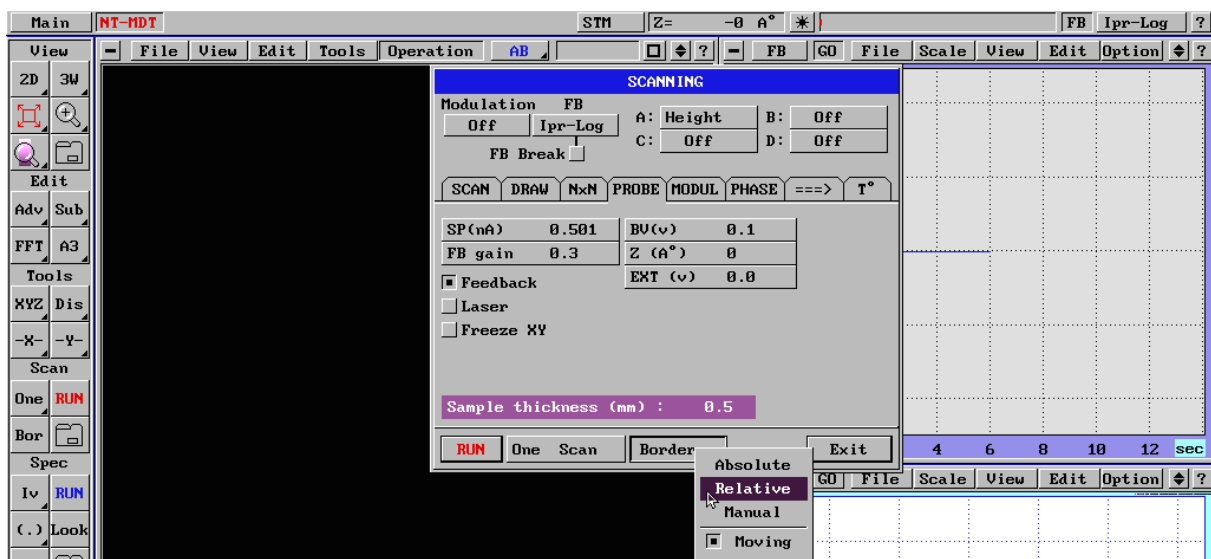 Main NT-MDT STM Z= -0 A° FB Ipr-Log ?
View File View Edit Tools Operation AB ? FB GO File Scale View Edit Option ?
2D 3W
Edit
Adv Sub
FFT A3
Tools
XYZ Dis
-X- -Y-
Scan
One RUN
Bor
Spec
Iv RUN
(.) Look
SCANNING
Modulation FB
Off Ipr-Log
FB Break
A: Height B: Off
C: Off D: Off
SCAN DRAW NxN PROBE MODUL PHASE ===> T°
SP(nA) 0.501 BV(v) 0.1
FB gain 0.3 Z (A°) 0
Feedback EXT (v) 0.0
Laser
Freeze XY
Sample thickness (mm) : 0.5
RUN One Scan Border Exit
Absolute
Relative
Manual
Moving
4 6 8 10 12 sec
GO File Scale View Edit Option ?